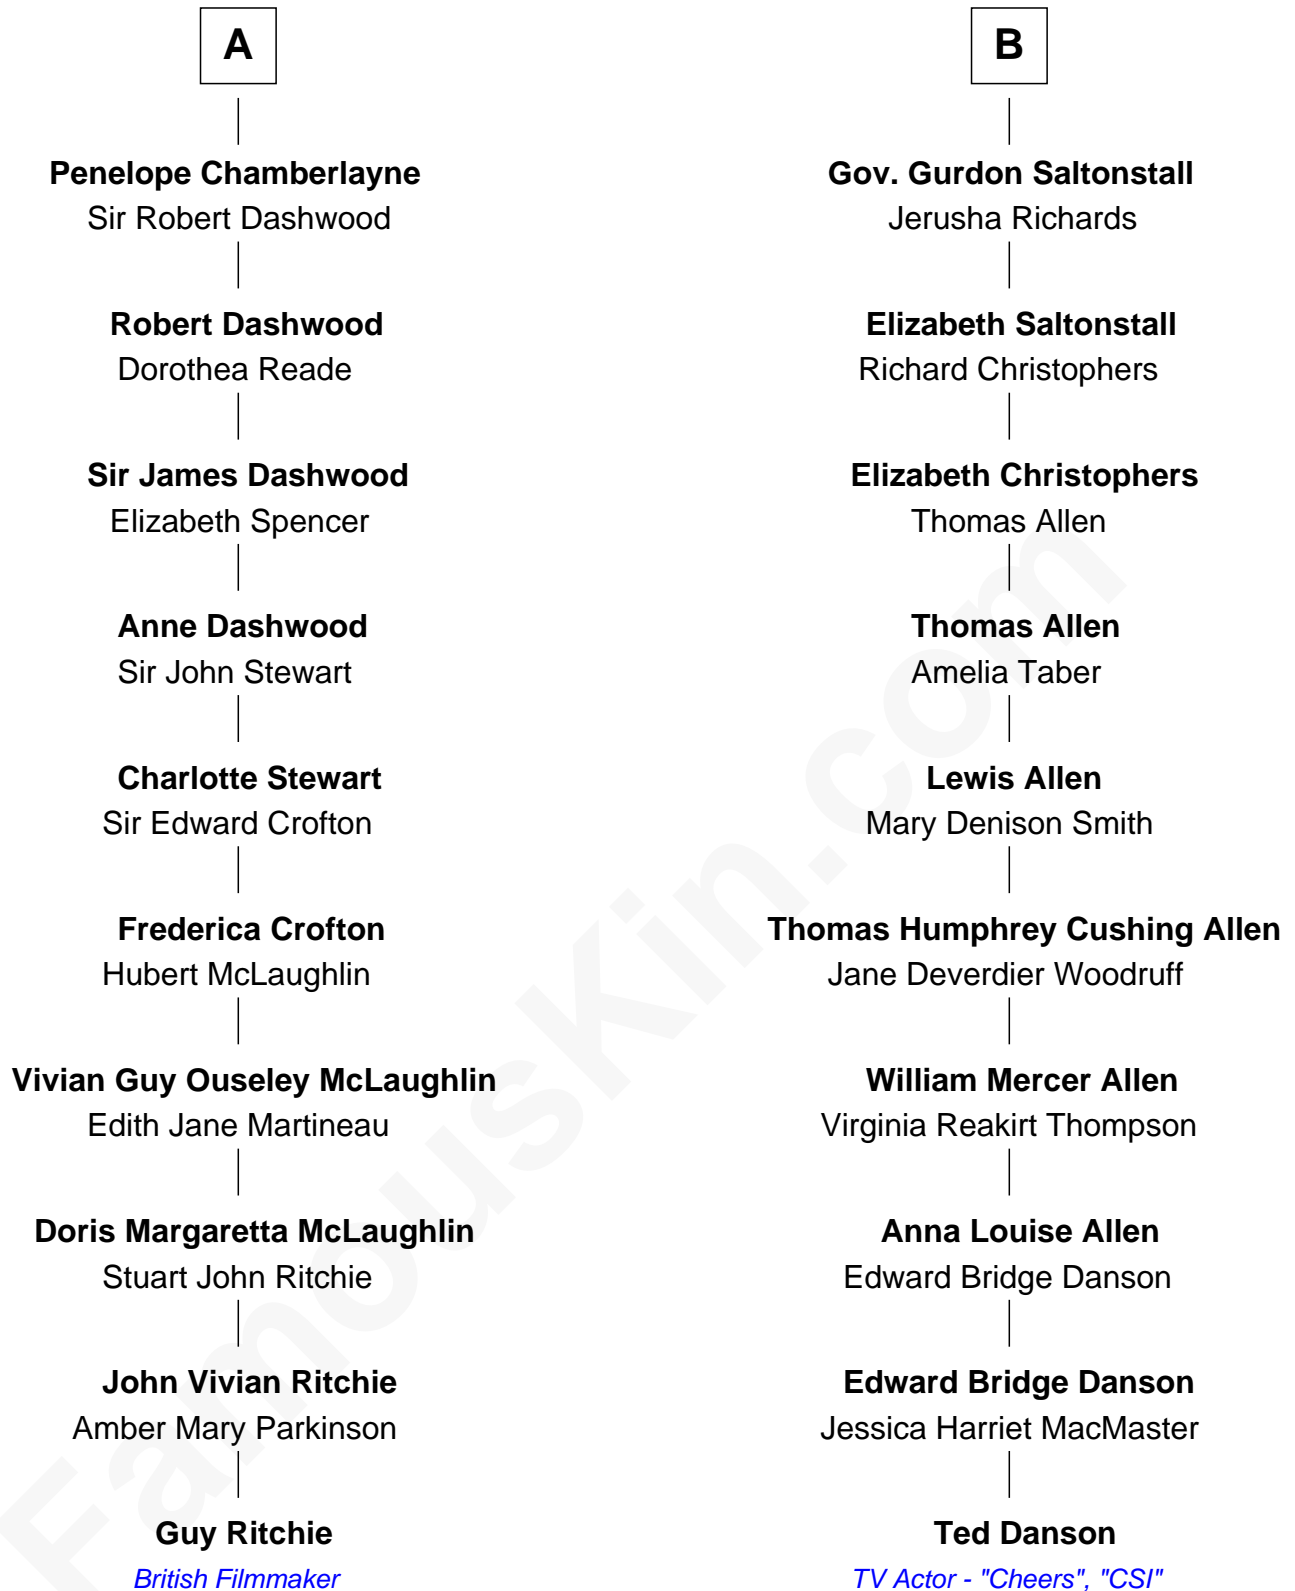 A
Penelope Chamberlayne
Sir Robert Dashwood
Robert Dashwood
Dorothea Reade
Sir James Dashwood
Elizabeth Spencer
Anne Dashwood
Sir John Stewart
Charlotte Stewart
Sir Edward Crofton
Frederica Crofton
Hubert McLaughlin
Vivian Guy Ouseley McLaughlin
Edith Jane Martineau
Doris Margaretta McLaughlin
Stuart John Ritchie
John Vivian Ritchie
Amber Mary Parkinson
Guy Ritchie
British Filmmaker
B
Gov. Gurdon Saltonstall
Jerusha Richards
Elizabeth Saltonstall
Richard Christophers
Elizabeth Christophers
Thomas Allen
Thomas Allen
Amelia Taber
Lewis Allen
Mary Denison Smith
Thomas Humphrey Cushing Allen
Jane Deverdier Woodruff
William Mercer Allen
Virginia Reakirt Thompson
Anna Louise Allen
Edward Bridge Danson
Edward Bridge Danson
Jessica Harriet MacMaster
Ted Danson
TV Actor - "Cheers", "CSI"
FamousKin.com